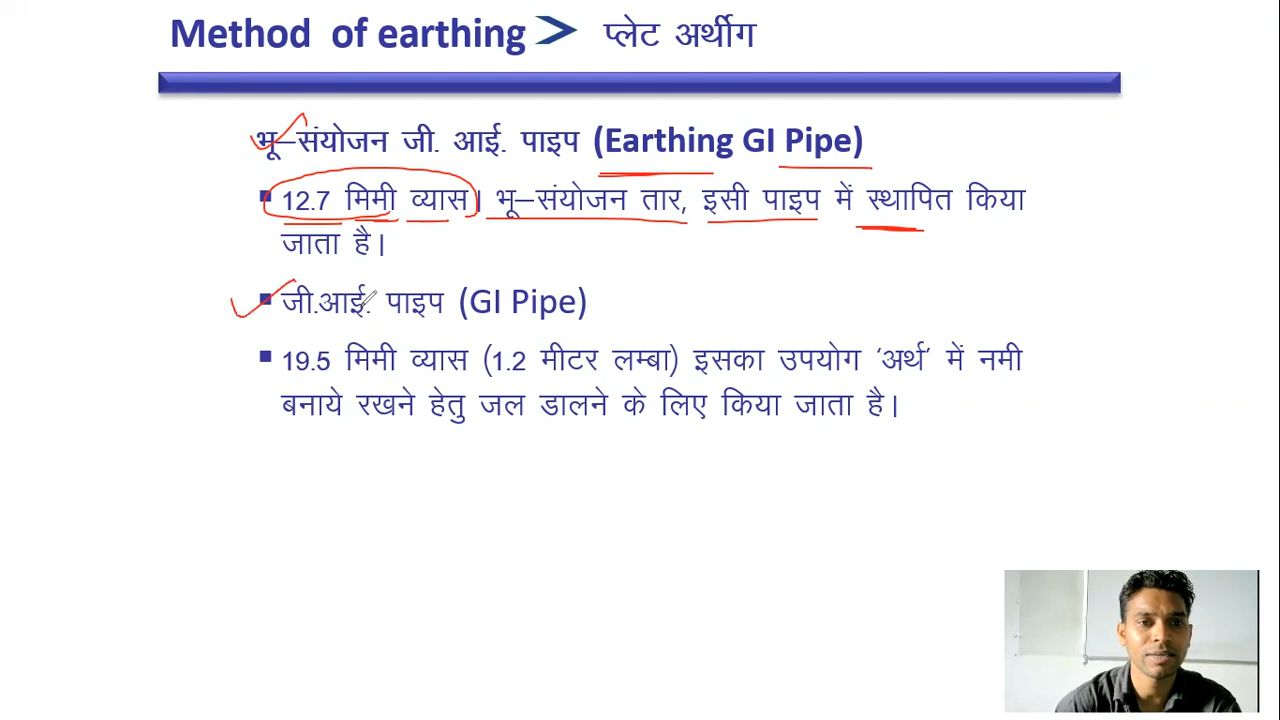 Method of earthing > प्लेट अर्थीग
भू–संयोजन जी. आई. पाइप (Earthing GI Pipe)
▪ 12.7 मिमी व्यास। भू–संयोजन तार, इसी पाइप में स्थापित किया
जाता है।
▪ जी.आई. पाइप (GI Pipe)
▪ 19.5 मिमी व्यास (1.2 मीटर लम्बा) इसका उपयोग ‘अर्थ’ में नमी
बनाये रखने हेतु जल डालने के लिए किया जाता है।